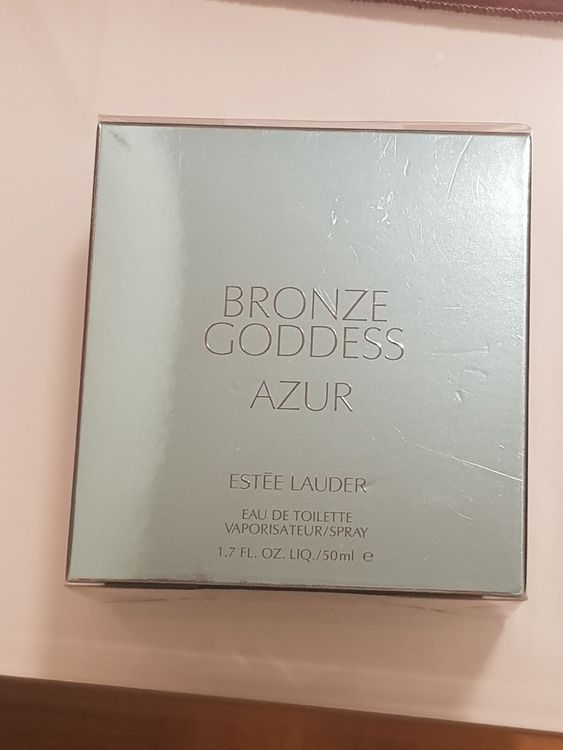 BRONZE
GODDESS
AZUR
ESTĒE LAUDER
EAU DE TOILETTE
VAPORISATEUR/SPRAY
1.7 FL. OZ. LIQ./50ml ℮